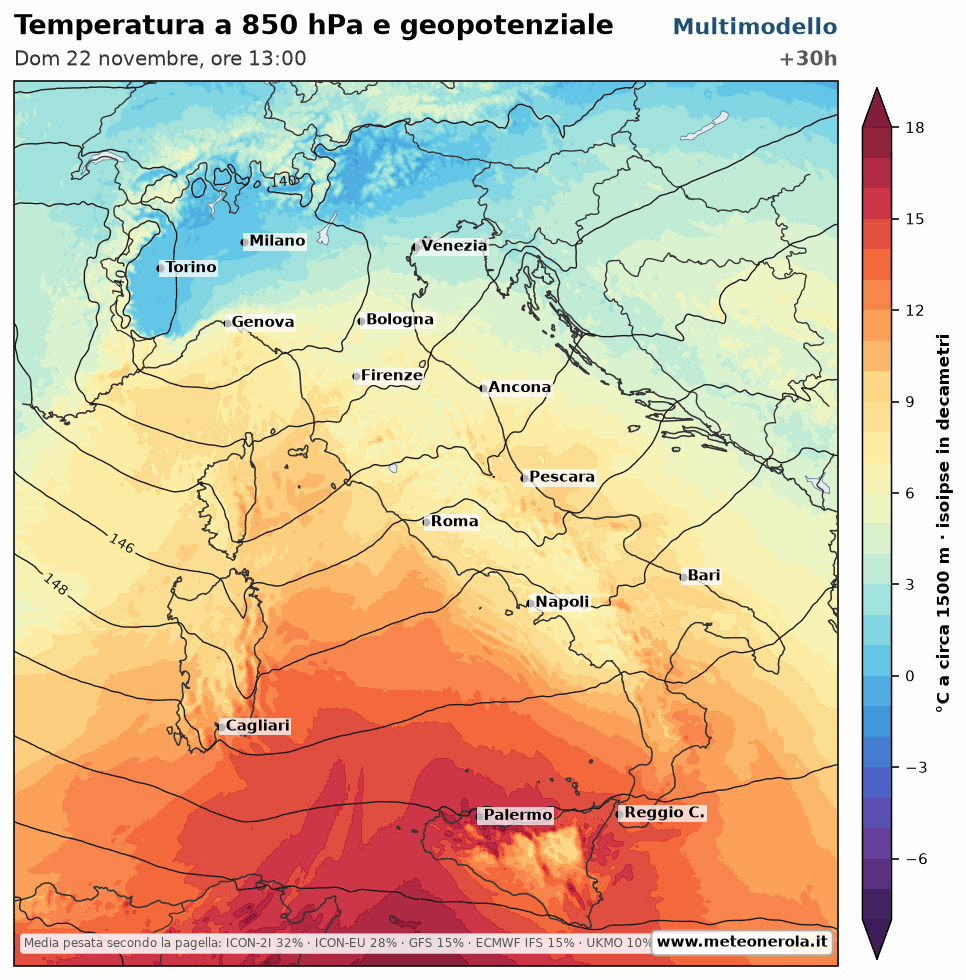 Temperatura a 850 hPa e geopotenziale
Multimodello
Dom 22 novembre, ore 13:00
+30h
140
Milano
Venezia
Torino
140
Genova
Bologna
Firenze
Ancona
Pescara
Roma
146
148
Bari
Napoli
Cagliari
Palermo
Reggio C.
18
15
12
9
6
3
0
−3
−6
°C a circa 1500 m · isoipse in decametri
Media pesata secondo la pagella: ICON-2I 32% · ICON-EU 28% · GFS 15% · ECMWF IFS 15% · UKMO 10%
www.meteonerola.it